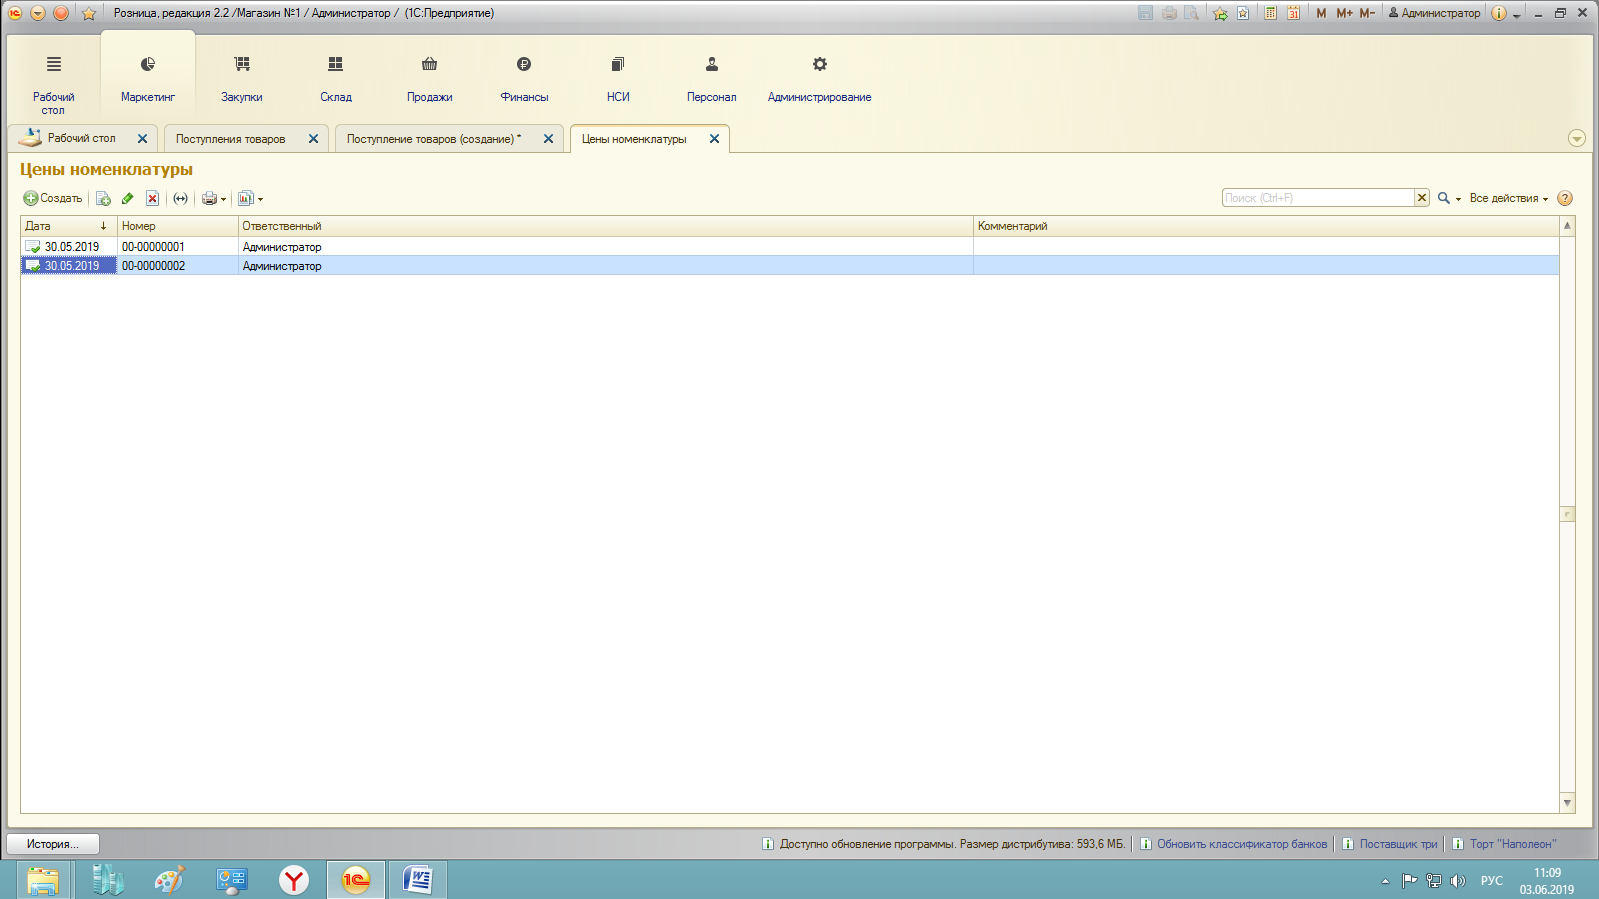 Розница, редакция 2.2 /Магазин №1 / Администратор / (1С:Предприятие)
31 M M+ M- Администратор
Рабочий стол
Маркетинг
Закупки
Склад
Продажи
Финансы
НСИ
Персонал
Администрирование
Рабочий стол
Поступления товаров
Поступление товаров (создание) *
Цены номенклатуры
Цены номенклатуры
Создать
Поиск (Ctrl+F)
Все действия
Дата Номер Ответственный Комментарий
30.05.2019 00-00000001 Администратор
30.05.2019 00-00000002 Администратор
История...
Доступно обновление программы. Размер дистрибутива: 593,6 МБ.
Обновить классификатор банков
Поставщик три
Торт "Наполеон"
РУС
11:09
03.06.2019